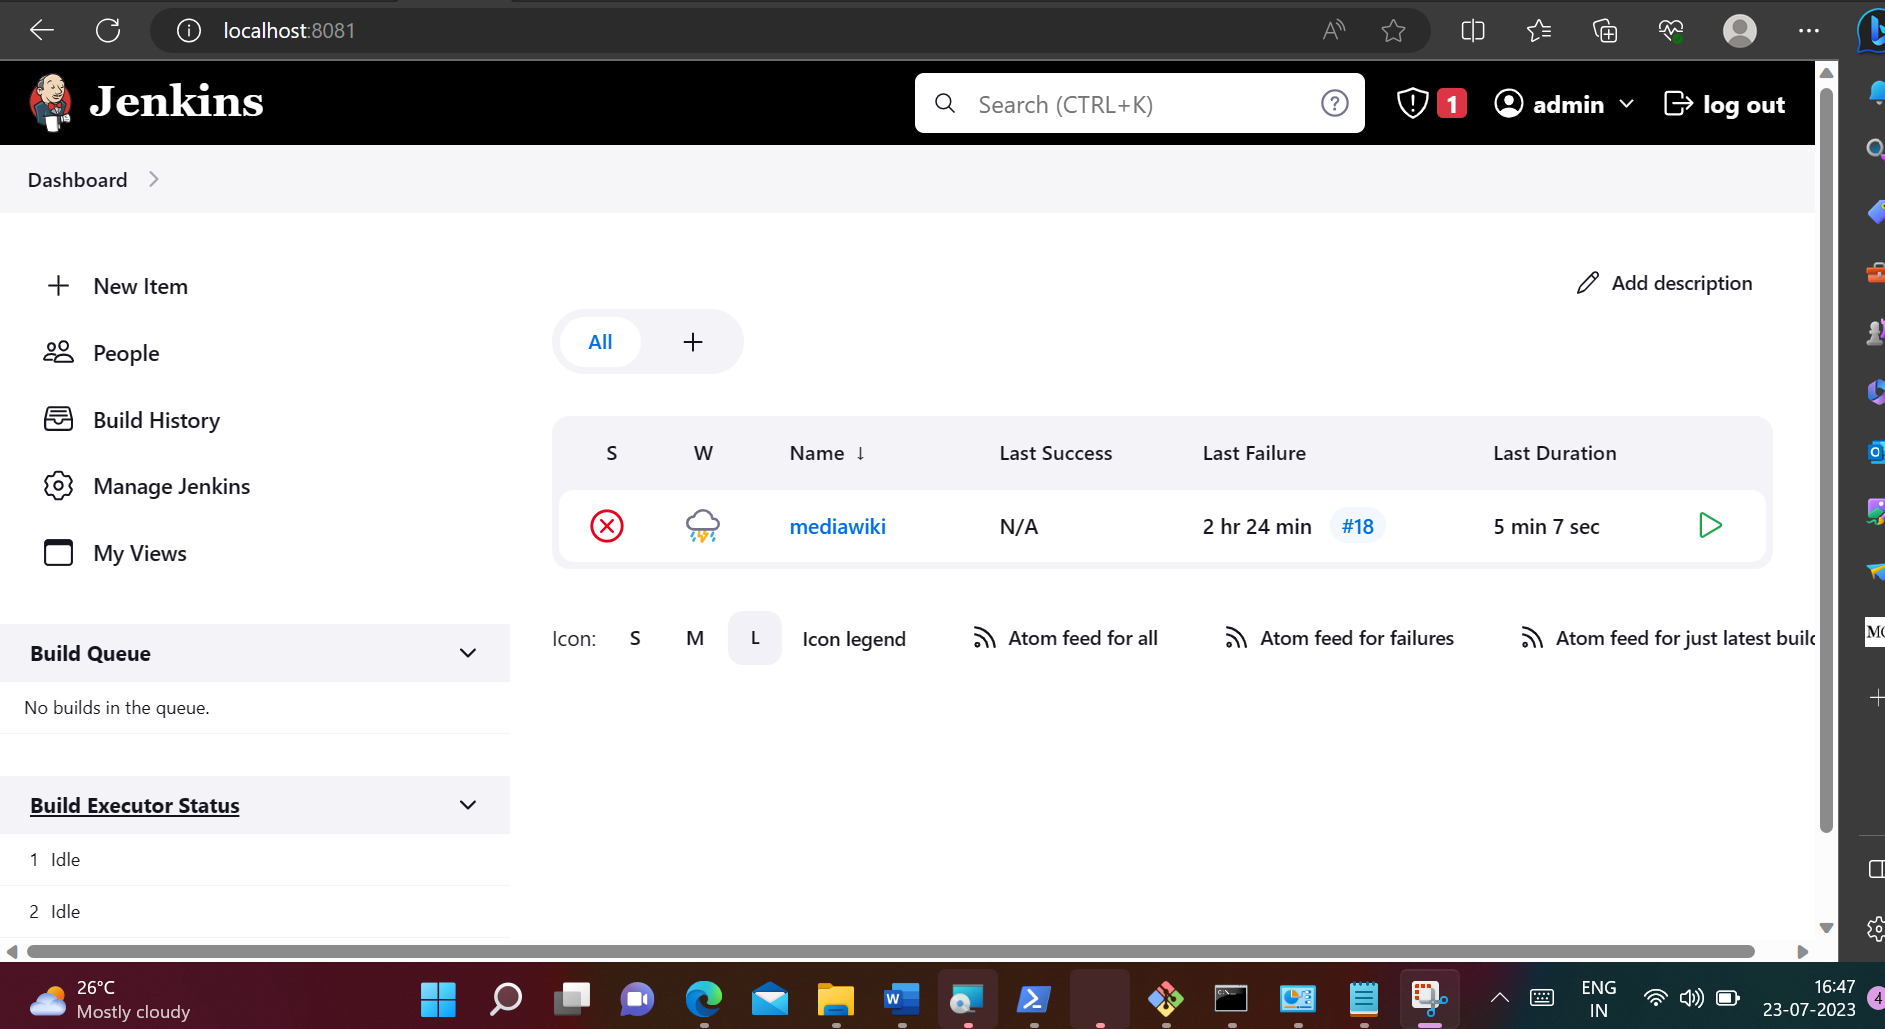 localhost:8081
Jenkins
Search (CTRL+K)
1
admin
log out
Dashboard
New Item
People
Build History
Manage Jenkins
My Views
Add description
All
S W Name ↓ Last Success Last Failure Last Duration
mediawiki N/A 2 hr 24 min #18 5 min 7 sec
Icon: S M L Icon legend Atom feed for all Atom feed for failures Atom feed for just latest
Build Queue
No builds in the queue.
Build Executor Status
1 Idle
2 Idle
26°C
Mostly cloudy
ENG
IN
16:47
23-07-2023
4